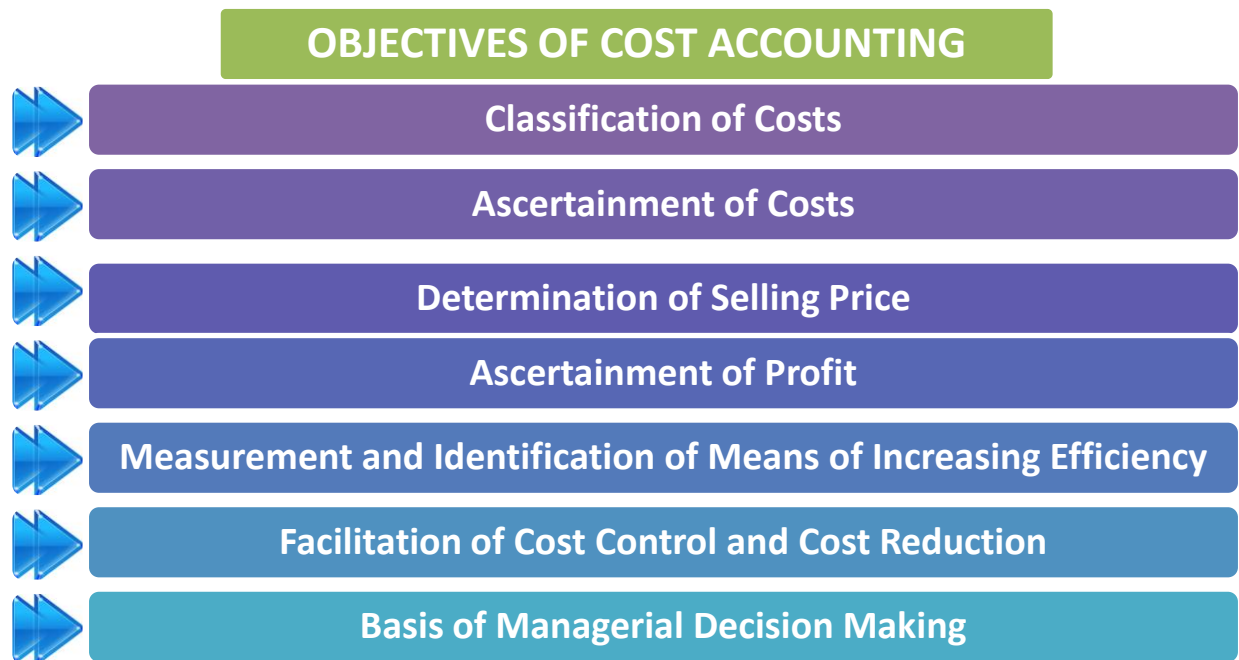 OBJECTIVES OF COST ACCOUNTING
Classification of Costs
Ascertainment of Costs
Determination of Selling Price
Ascertainment of Profit
Measurement and Identification of Means of Increasing Efficiency
Facilitation of Cost Control and Cost Reduction
Basis of Managerial Decision Making